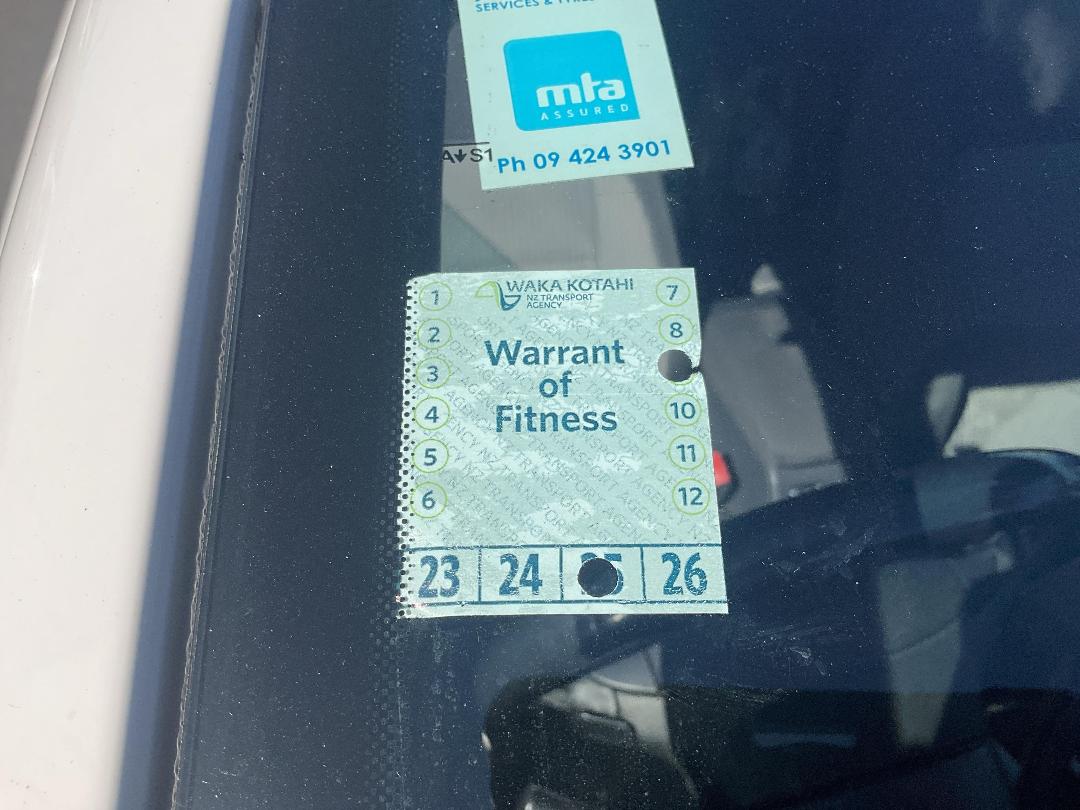 SERVICES &
mta
ASSURED
Ph 09 424 3901
A↓S1
WAKA KOTAHI
NZ TRANSPORT
AGENCY
1
2
3
4
5
6
7
8
10
11
12
Warrant
of
Fitness
23 24 26